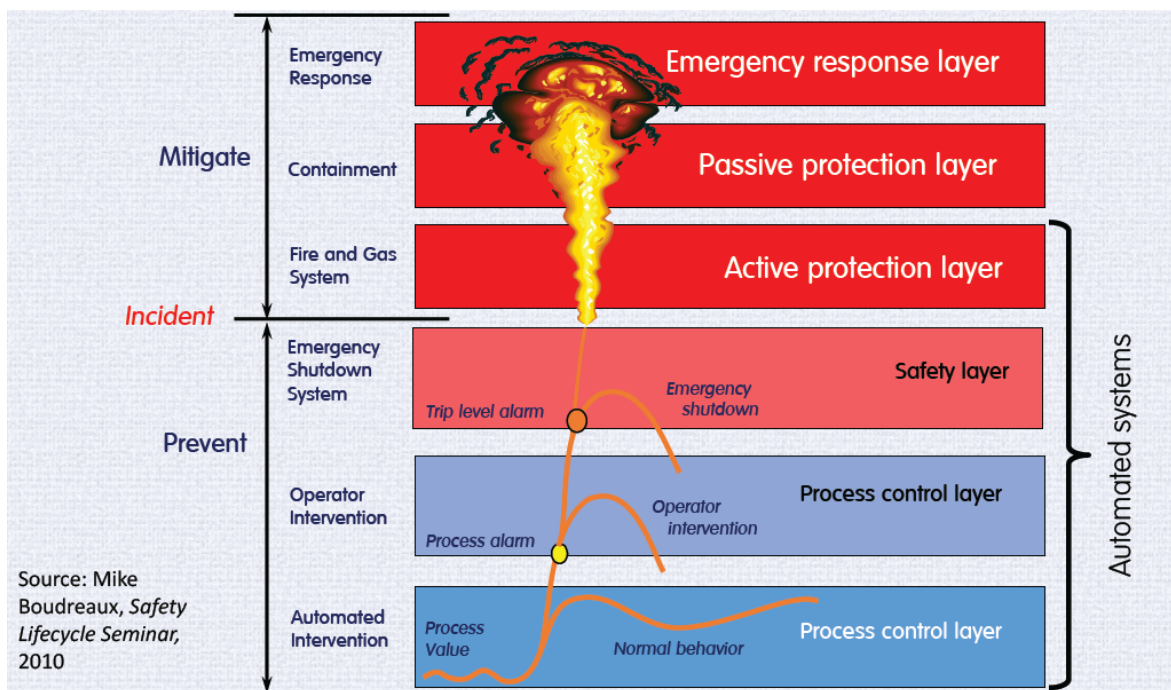 Emergency
Response
Emergency response layer
Mitigate
Containment
Passive protection layer
Fire and Gas
System
Active protection layer
Incident
Emergency
Shutdown
System
Safety layer
Trip level alarm
Emergency
shutdown
Prevent
Operator
Intervention
Process control layer
Process alarm
Operator
intervention
Automated
Intervention
Process control layer
Process
Value
Normal behavior
Automated systems
Source: Mike
Boudreaux, Safety
Lifecycle Seminar,
2010